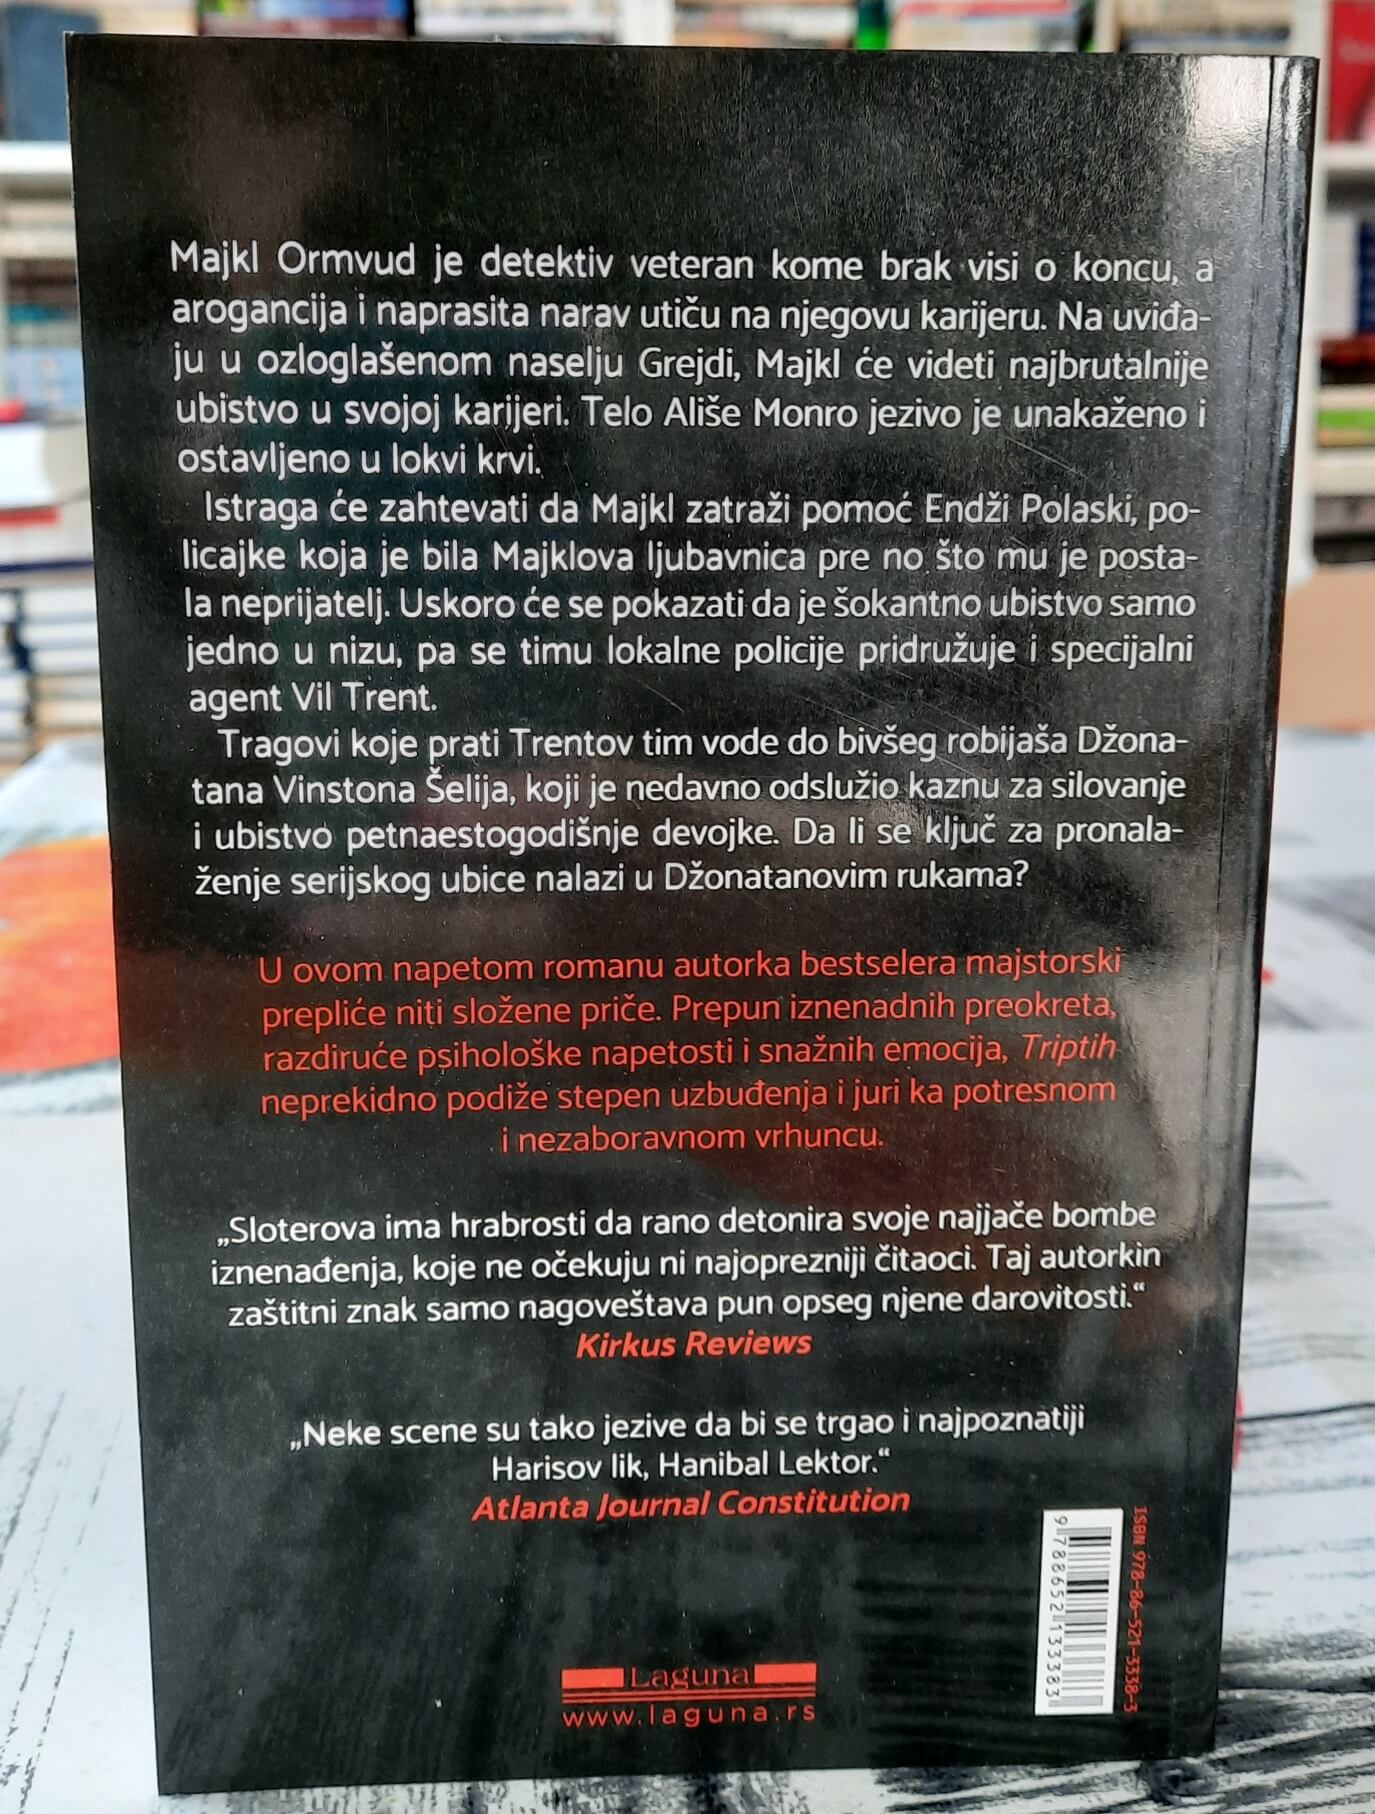 Majkl Ormvud je detektiv veteran kome brak visi o koncu, a
arogancija i naprasita narav utiču na njegovu karijeru. Na uviđa-
ju u ozloglašenom naselju Grejdi, Majkl će videti najbrutalnije
ubistvo u svojoj karijeri. Telo Ališe Monro jezivo je unakaženo i
ostavljeno u lokvi krvi.
Istraga će zahtevati da Majkl zatraži pomoć Endži Polaski, po-
licajke koja je bila Majklova ljubavnica pre no što mu je posta-
la neprijatelj. Uskoro će se pokazati da je šokantno ubistvo samo
jedno u nizu, pa se timu lokalne policije pridružuje i specijalni
agent Vil Trent.
Tragovi koje prati Trentov tim vode do bivšeg robijaša Džona-
tana Vinstona Šelija, koji je nedavno odslužio kaznu za silovanje
i ubistvo petnaestogodišnje devojke. Da li se ključ za pronala-
ženje serijskog ubice nalazi u Džonatanovim rukama?
U ovom napetom romanu autorka bestselera majstorski
prepliće niti složene priče. Prepun iznenadnih preokreta,
razdiruće psihološke napetosti i snažnih emocija, Triptih
neprekidno podiže stepen uzbuđenja i juri ka potresnom
i nezaboravnom vrhuncu.
„Sloterova ima hrabrosti da rano detonira svoje najjače bombe
iznenađenja, koje ne očekuju ni najoprezniji čitaoci. Taj autorkin
zaštitni znak samo nagoveštava pun opseg njene darovitosti.“
Kirkus Reviews
„Neke scene su tako jezive da bi se trgao i najpoznatiji
Harisov lik, Hanibal Lektor.“
Atlanta Journal Constitution
ISBN 978-86-521-3338-3
9 788652 133383
Laguna
www.laguna.rs